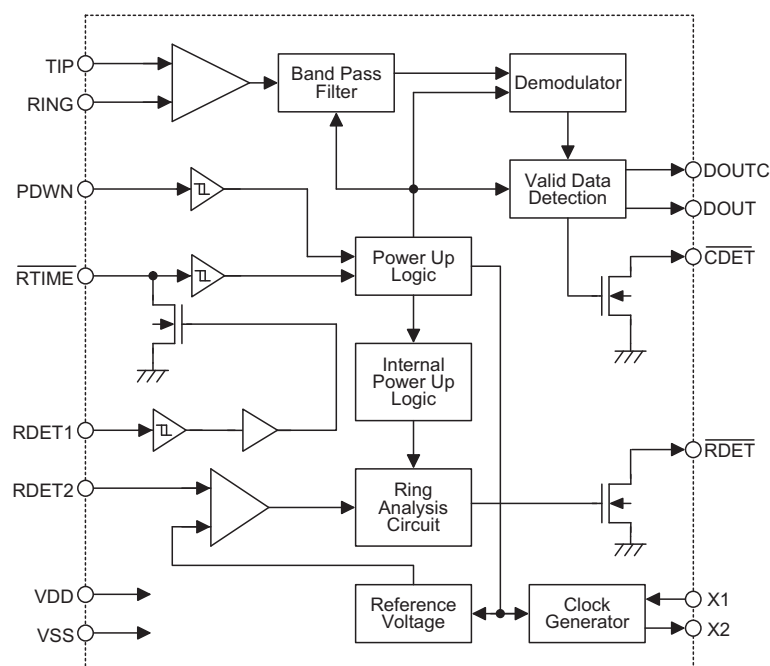 TIP
Band Pass
Filter
Demodulator
RING
PDWN
Valid Data
Detection
DOUTC
DOUT
RTIME
Power Up
Logic
CDET
Internal
Power Up
Logic
RDET1
RDET2
Ring
Analysis
Circuit
RDET
VDD
VSS
Reference
Voltage
Clock
Generator
X1
X2